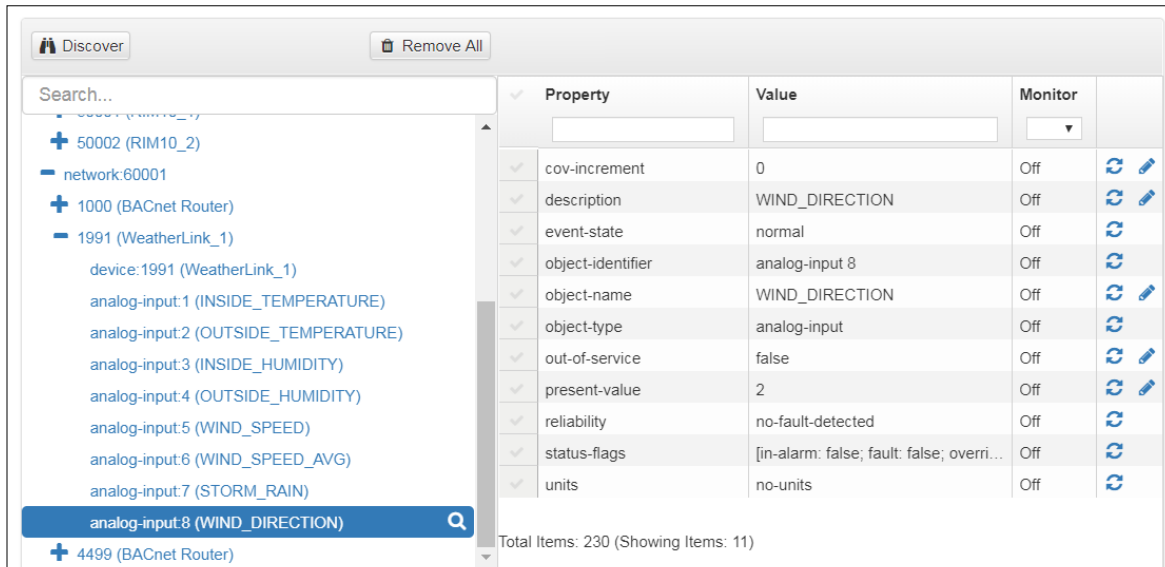 Discover
Remove All
Search...
50002 (RIM10_2)
network:60001
1000 (BACnet Router)
1991 (WeatherLink_1)
device:1991 (WeatherLink_1)
analog-input:1 (INSIDE_TEMPERATURE)
analog-input:2 (OUTSIDE_TEMPERATURE)
analog-input:3 (INSIDE_HUMIDITY)
analog-input:4 (OUTSIDE_HUMIDITY)
analog-input:5 (WIND_SPEED)
analog-input:6 (WIND_SPEED_AVG)
analog-input:7 (STORM_RAIN)
analog-input:8 (WIND_DIRECTION)
4499 (BACnet Router)
Property Value Monitor
cov-increment 0 Off
description WIND_DIRECTION Off
event-state normal Off
object-identifier analog-input 8 Off
object-name WIND_DIRECTION Off
object-type analog-input Off
out-of-service false Off
present-value 2 Off
reliability no-fault-detected Off
status-flags [in-alarm: false; fault: false; overri... Off
units no-units Off
Total Items: 230 (Showing Items: 11)